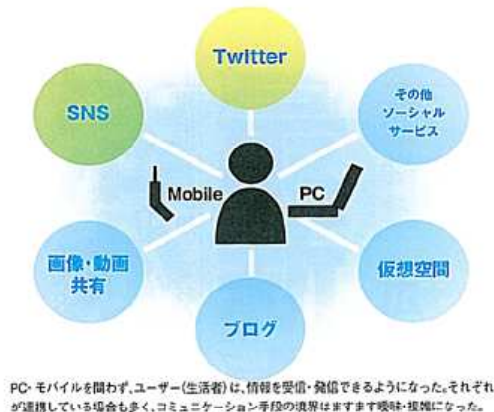 Twitter
SNS
その他
ソーシャル
サービス
Mobile
PC
画像・動画
共有
仮想空間
ブログ
PC・モバイルを問わず、ユーザー(生活者)は、情報を受信・発信できるようになった。それぞれ
が連携している場合も多く、コミュニケーション手段の境界はますます曖昧・複雑になった。